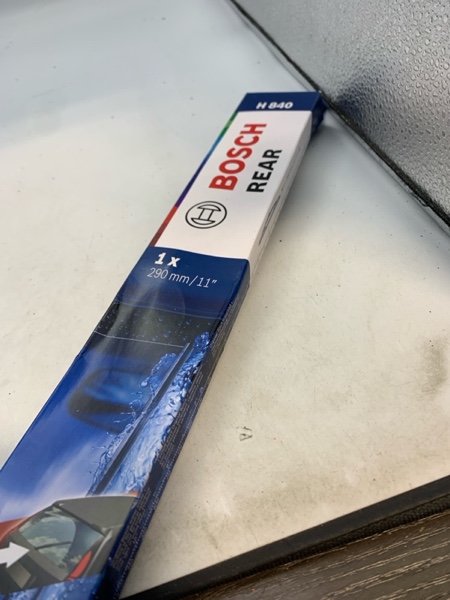 H 840
BOSCH
REAR
1 x
290 mm/11"